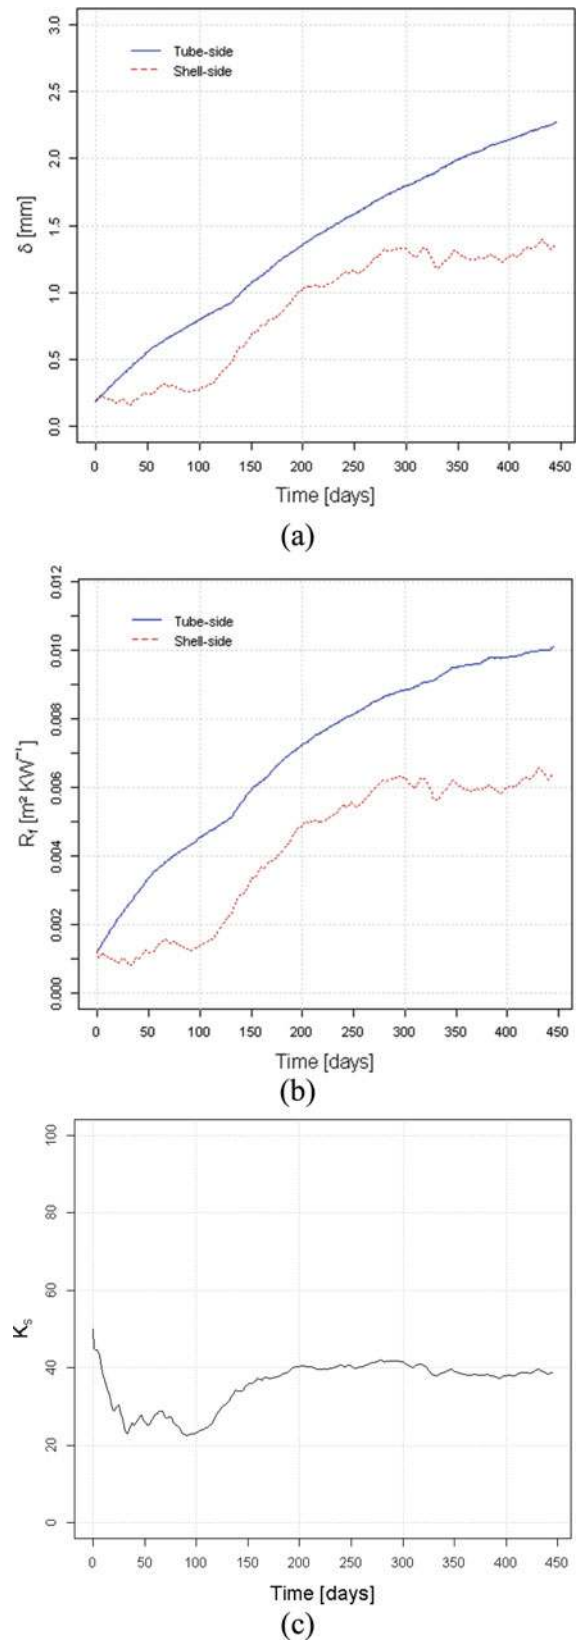 3.0
2.5
2.0
1.5
1.0
0.5
0.0
δ [mm]
Tube-side
Shell-side
0 50 100 150 200 250 300 350 400 450
Time [days]
(a)
0.012
0.010
0.008
0.006
0.004
0.002
0.000
R_f [m² KW⁻¹]
Tube-side
Shell-side
0 50 100 150 200 250 300 350 400 450
Time [days]
(b)
100
80
60
40
20
0
K_s
0 50 100 150 200 250 300 350 400 450
Time [days]
(c)